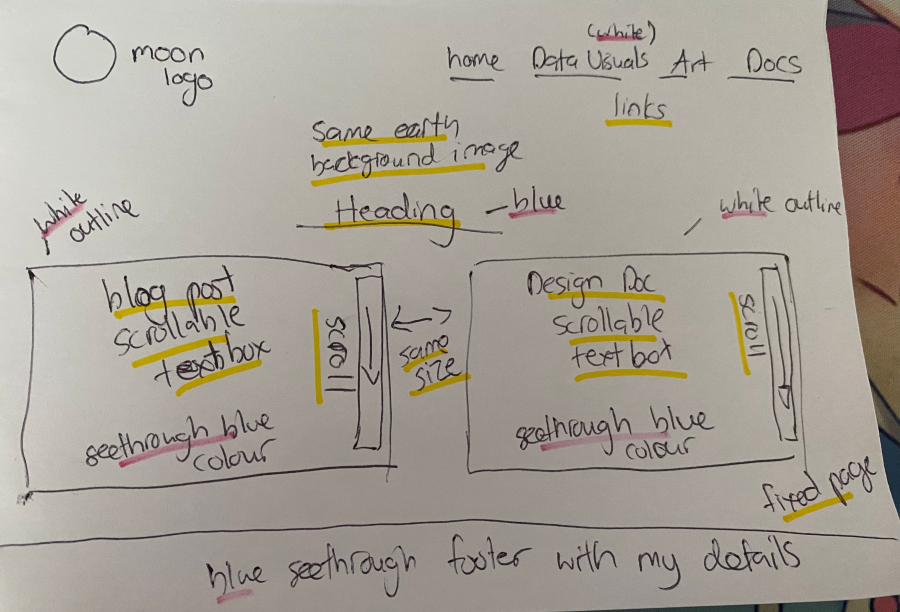 moon
logo
(white)
home Data Visuals Art Docs
links
same earth
background image
Heading - blue
white
outline
white outline
blog post
scrollable
text box
scroll
seethrough blue
colour
same
size
Design Doc
scrollable
text box
scroll
seethrough blue
colour
fixed page
blue seethrough footer with my details